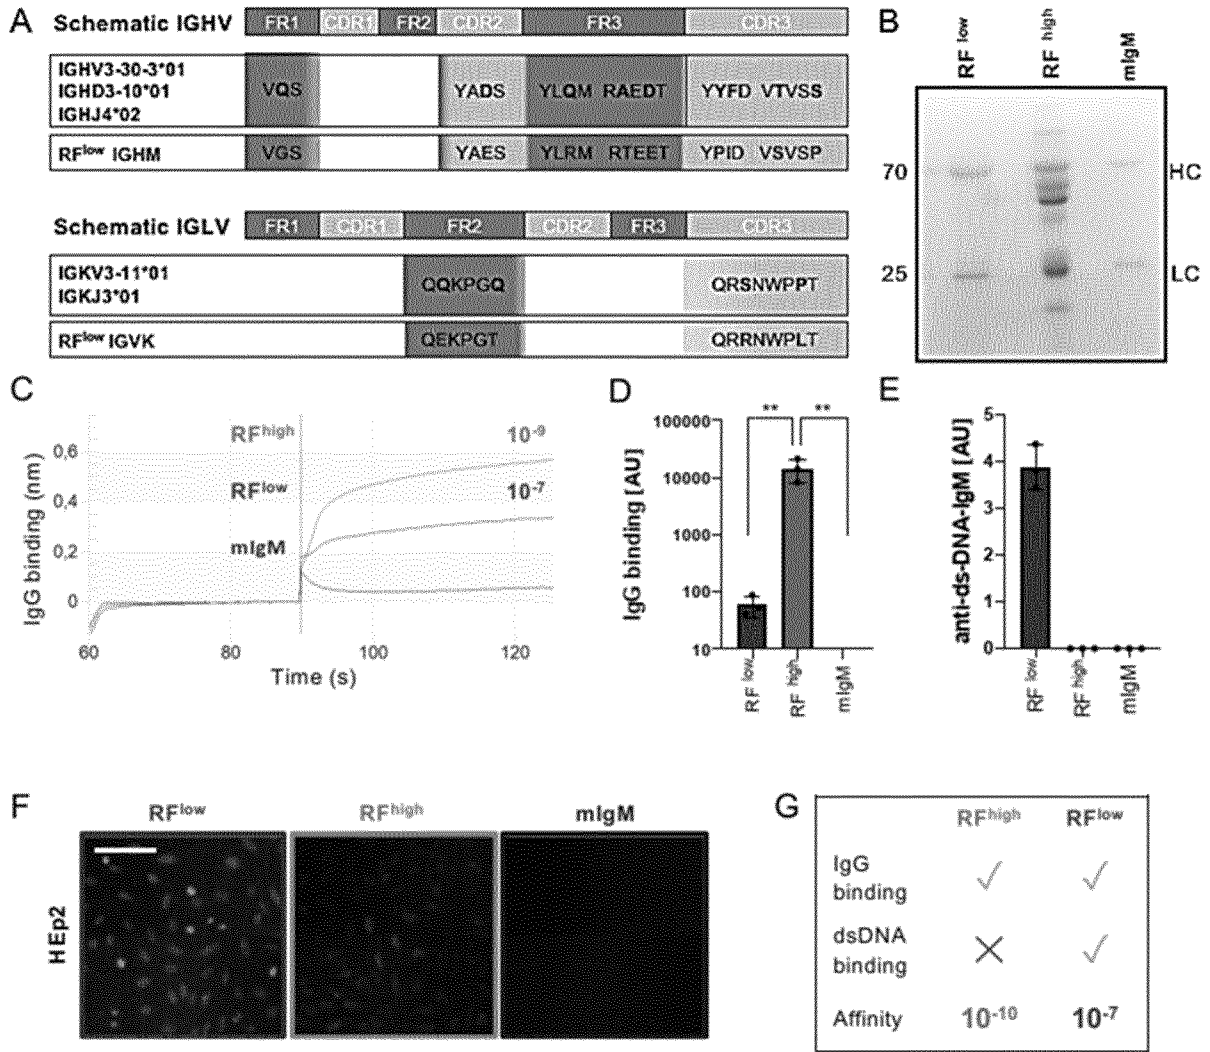 A
Schematic IGHV FR1 CDR1 FR2 CDR2 FR3 CDR3
IGHV3-30-3*01
IGHD3-10*01 VQS YADS YLQM RAEDT YYFD VTVSS
IGHJ4*02
RFlow IGHM VGS YAES YLRM RTEET YPID VSVSP
Schematic IGLV FR1 CDR1 FR2 CDR2 FR3 CDR3
IGKV3-11*01
IGKJ3*01 QQKPGQ QRSNWPPT
RFlow IGVK QEKPGT QRRNWPLT
B
RF low RF high mIgM
70 HC
25 LC
C
IgG binding (nm)
0,6
0,4
0,2
0
RFhigh 10-9
RFlow 10-7
mIgM
60 80 100 120
Time (s)
D
IgG binding [AU]
100000
10000
1000
100
10
** **
RF low RF high mIgM
E
anti-ds-DNA-IgM [AU]
5
4
3
2
1
0
RF low RF high mIgM
F
RFlow RFhigh mIgM
HEp2
G
RFhigh RFlow
IgG
binding ✓ ✓
dsDNA
binding ✕ ✓
Affinity 10-10 10-7